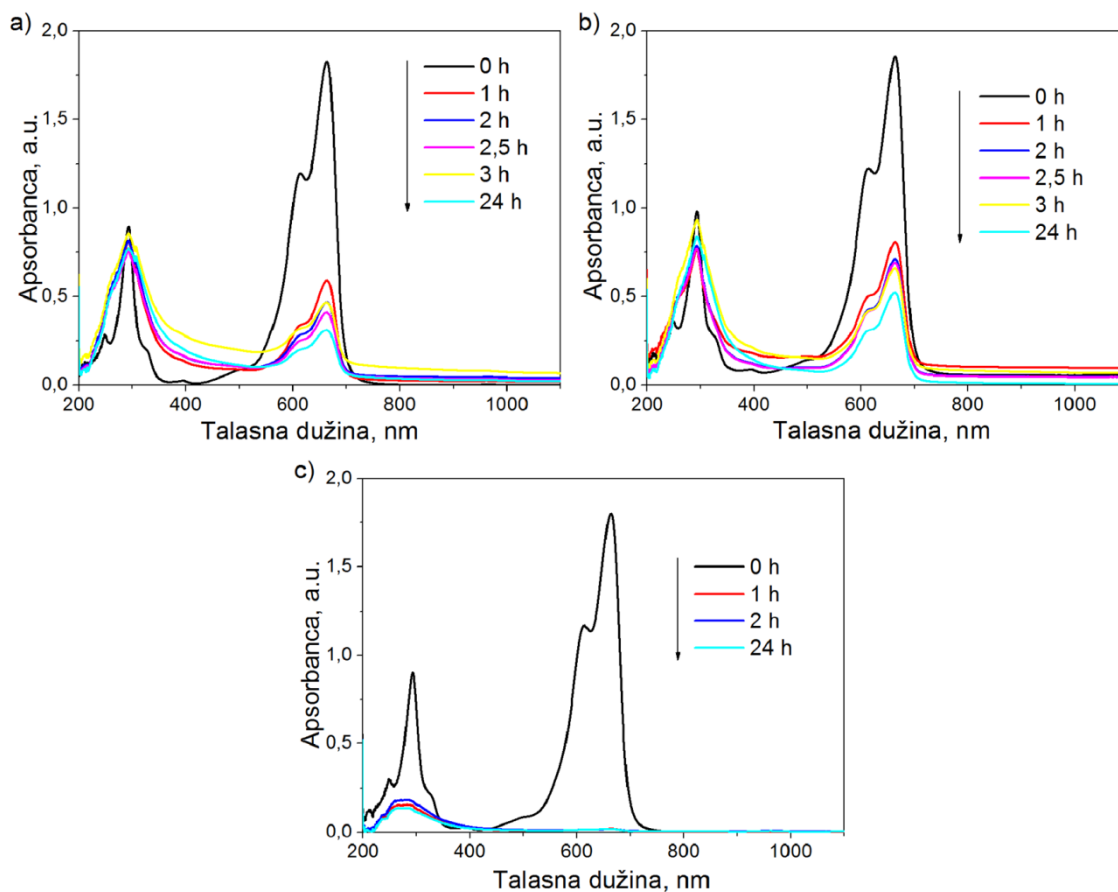 a)
2,0
1,5
1,0
0,5
0,0
Apsorbanca, a.u.
200 400 600 800 1000
Talasna dužina, nm
0 h
1 h
2 h
2,5 h
3 h
24 h
b)
2,0
1,5
1,0
0,5
0,0
Apsorbanca, a.u.
200 400 600 800 1000
Talasna dužina, nm
0 h
1 h
2 h
2,5 h
3 h
24 h
c)
2,0
1,5
1,0
0,5
0,0
Apsorbanca, a.u.
200 400 600 800 1000
Talasna dužina, nm
0 h
1 h
2 h
24 h